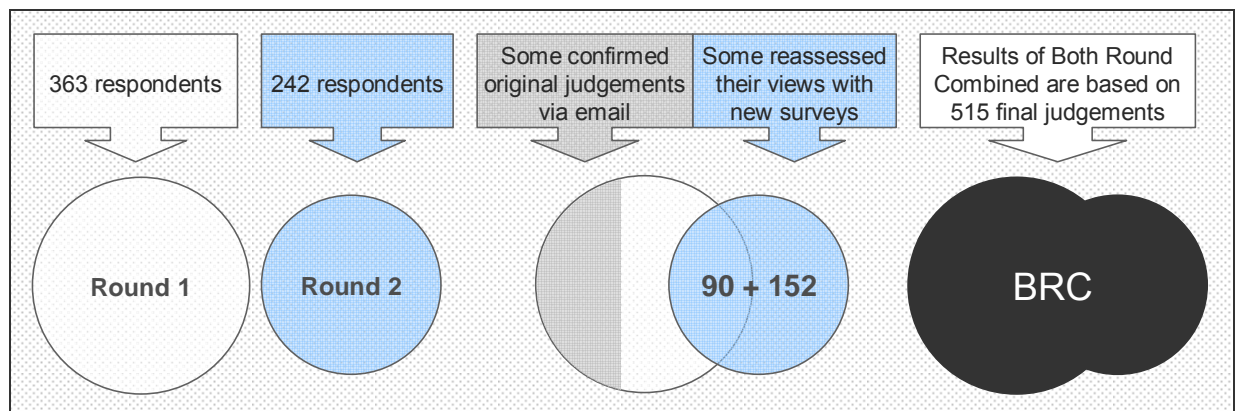 363 respondents
242 respondents
Some confirmed
original judgements
via email
Some reassessed
their views with
new surveys
Results of Both Round
Combined are based on
515 final judgements
Round 1
Round 2
90 + 152
BRC